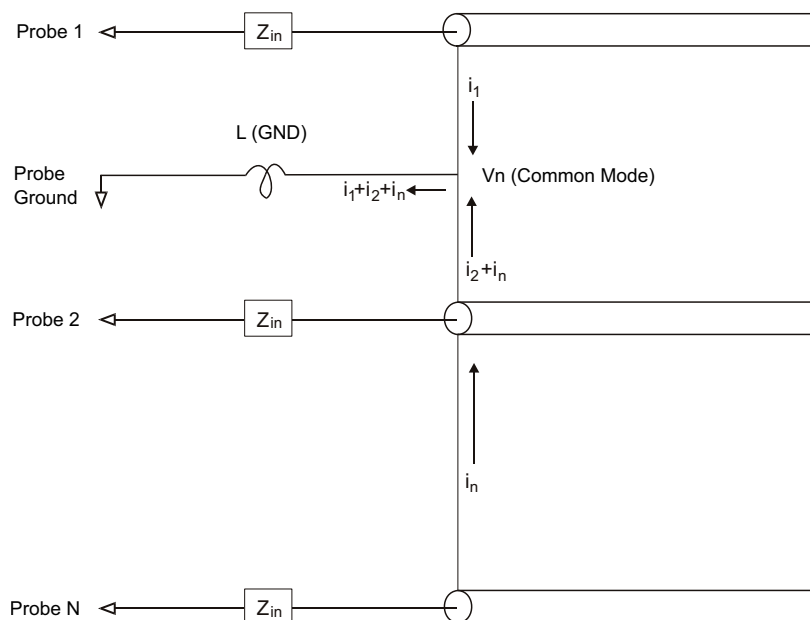 Probe 1
Zin
i1
L (GND)
Probe
Ground
i1+i2+in
Vn (Common Mode)
i2+in
Probe 2
Zin
in
Probe N
Zin